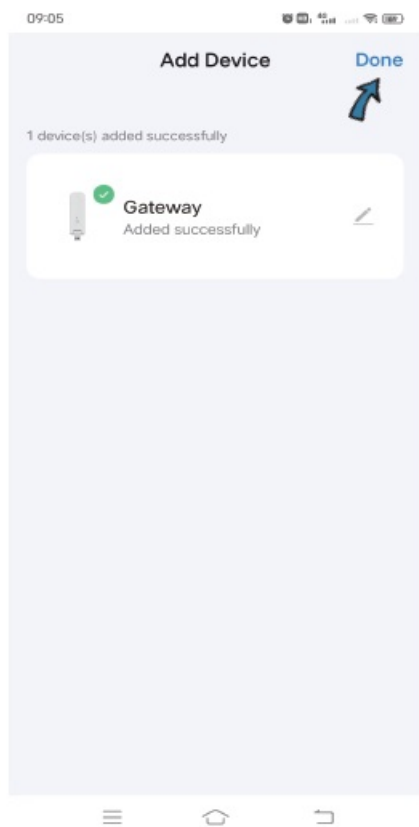 09:05
Add Device
Done
1 device(s) added successfully
Gateway
Added successfully